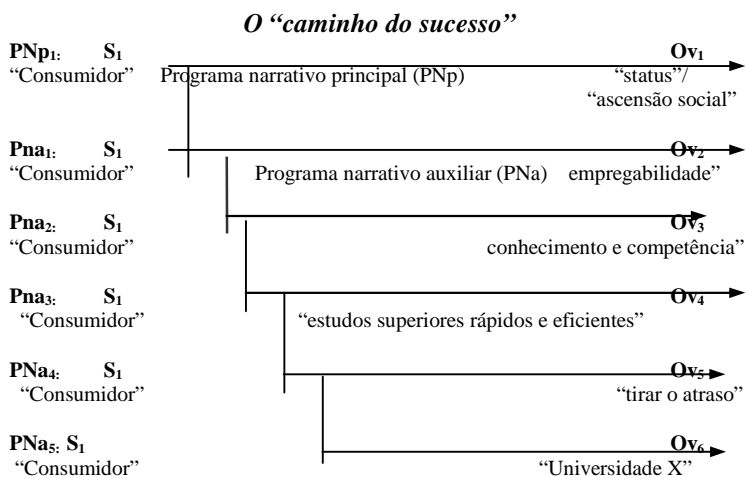 O “caminho do sucesso”
PNp₁: S₁ Ov₁
“Consumidor” Programa narrativo principal (PNp) “status”/
“ascensão social”
Pna₁: S₁ Ov₂
“Consumidor” Programa narrativo auxiliar (PNa) empregabilidade”
Pna₂: S₁ Ov₃
“Consumidor” conhecimento e competência”
Pna₃: S₁ Ov₄
“Consumidor” “estudos superiores rápidos e eficientes”
PNa₄: S₁ Ov₅
“Consumidor” “tirar o atraso”
PNa₅: S₁ Ov₆
“Consumidor” “Universidade X”